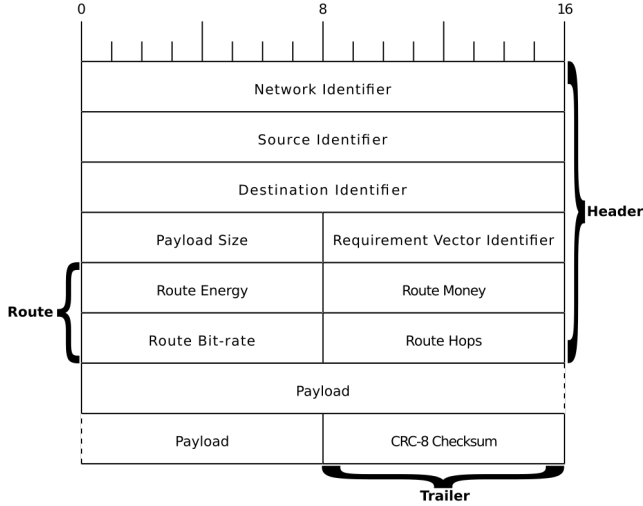 0 8 16
Network Identifier
Source Identifier
Destination Identifier
Header
Payload Size Requirement Vector Identifier
Route Energy Route Money
Route
Route Bit-rate Route Hops
Payload
Payload CRC-8 Checksum
Trailer